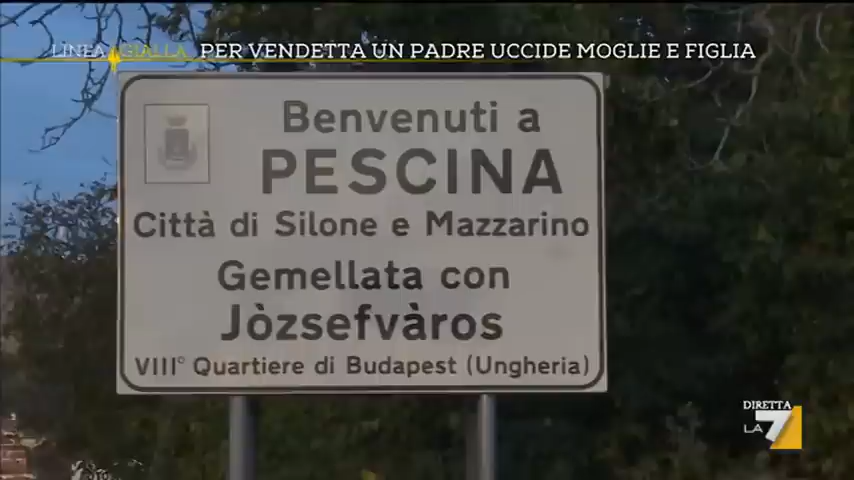 LINEA GIALLA PER VENDETTA UN PADRE UCCIDE MOGLIE E FIGLIA
Benvenuti a
PESCINA
Città di Silone e Mazzarino
Gemellata con
Jòzsefvàros
VIII° Quartiere di Budapest (Ungheria)
DIRETTA
LA 7